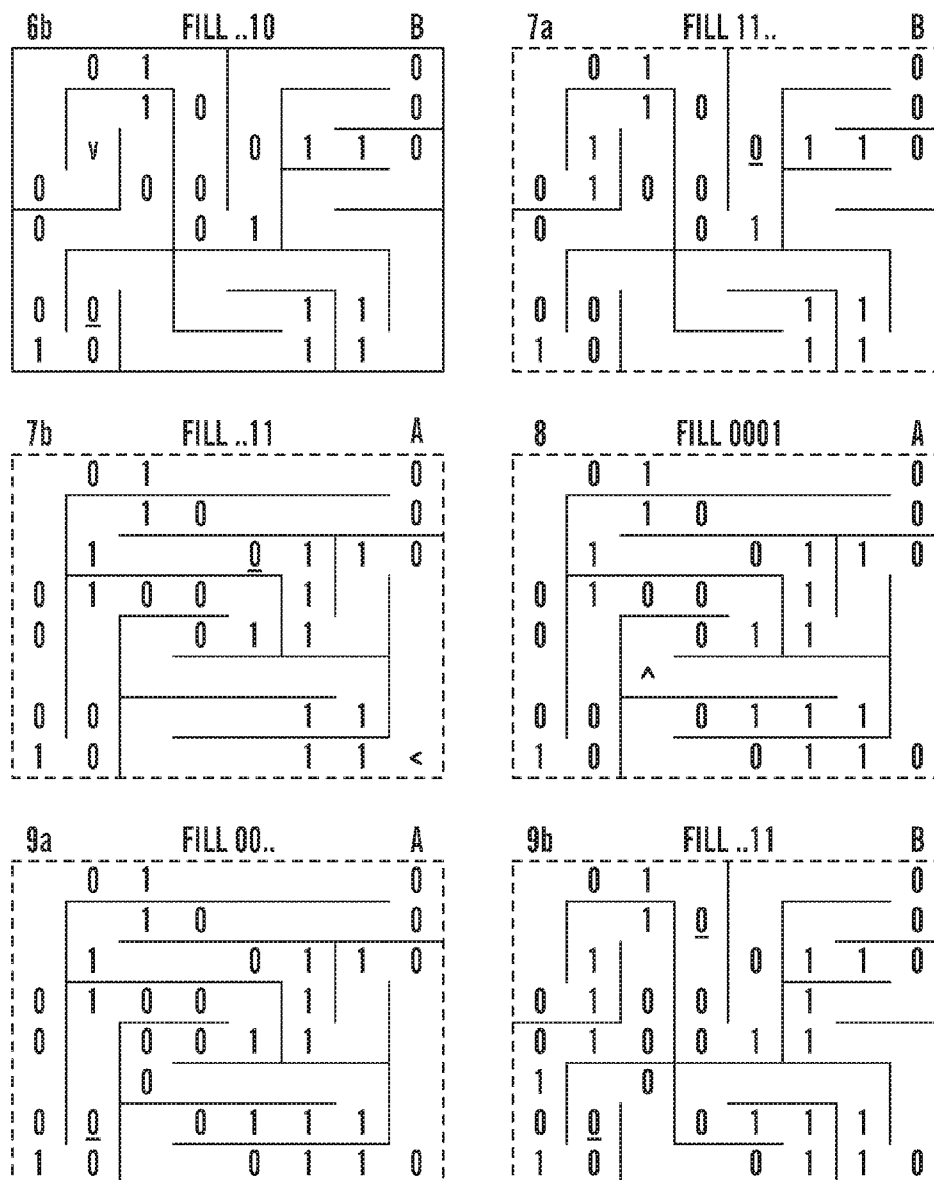 6b FILL ..10 B
0 1 0
1 0 0
v 0 1 1 0
0 0 0
0 0 1
0 0 1 1
1 0 1 1
7a FILL 11.. B
0 1 0
1 0 0
1 0 1 1 0
0 1 0 0
0 0 1
0 0 1 1
1 0 1 1
7b FILL ..11 A
0 1 0
1 0 0
1 0 1 1 0
0 1 0 0 1
0 0 1 1
0 0 1 1
1 0 1 1 <
8 FILL 0001 A
0 1 0
1 0 0
1 0 1 1 0
0 1 0 0 1
0 0 1 1
^
0 0 0 1 1 1
1 0 0 1 1 0
9a FILL 00.. A
0 1 0
1 0 0
1 0 1 1 0
0 1 0 0 1
0 0 0 1 1
0
0 0 0 1 1 1
1 0 0 1 1 0
9b FILL ..11 B
0 1 0
1 0 0
1 0 1 1 0
0 1 0 0 1
0 1 0 0 1 1
1 0
0 0 0 1 1 1
1 0 0 1 1 0